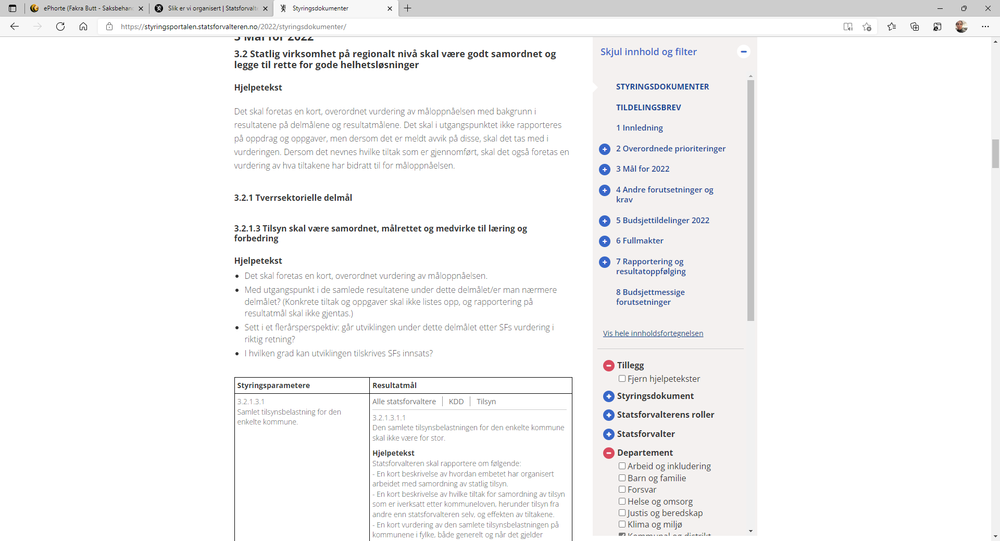 ePhorte (Fakra Butt - Saksbehan
Slik er vi organisert | Statsforvalte
Styringsdokumenter
https://styringsportalen.statsforvalteren.no/2022/styringsdokumenter/
3 Mål for 2022
3.2 Statlig virksomhet på regionalt nivå skal være godt samordnet og
legge til rette for gode helhetsløsninger
Hjelpetekst
Det skal foretas en kort, overordnet vurdering av måloppnåelsen med bakgrunn i
resultatene på delmålene og resultatmålene. Det skal i utgangspunktet ikke rapporteres
på oppdrag og oppgaver, men dersom det er meldt avvik på disse, skal det tas med i
vurderingen. Dersom det nevnes hvilke tiltak som er gjennomført, skal det også foretas en
vurdering av hva tiltakene har bidratt til for måloppnåelsen.
3.2.1 Tverrsektorielle delmål
3.2.1.3 Tilsyn skal være samordnet, målrettet og medvirke til læring og
forbedring
Hjelpetekst
Det skal foretas en kort, overordnet vurdering av måloppnåelsen.
Med utgangspunkt i de samlede resultatene under dette delmålet/er man nærmere
delmålet? (Konkrete tiltak og oppgaver skal ikke listes opp, og rapportering på
resultatmål skal ikke gjentas.)
Sett i et flerårsperspektiv: går utviklingen under dette delmålet etter SFs vurdering i
riktig retning?
I hvilken grad kan utviklingen tilskrives SFs innsats?
Styringsparametere
Resultatmål
3.2.1.3.1
Samlet tilsynsbelastning for den
enkelte kommune.
Alle statsforvaltere | KDD | Tilsyn
3.2.1.3.1.1
Den samlete tilsynsbelastningen for den enkelte kommune
skal ikke være for stor.
Hjelpetekst
Statsforvalteren skal rapportere om følgende:
- En kort beskrivelse av hvordan embetet har organisert
arbeidet med samordning av statlig tilsyn.
- En kort beskrivelse av hvilke tiltak for samordning av tilsyn
som er iverksatt etter kommuneloven, herunder tilsyn fra
andre enn statsforvalteren selv, og effekten av tiltakene.
- En kort vurdering av den samlete tilsynsbelastningen på
kommunene i fylke, både generelt og når det gjelder
Skjul innhold og filter
STYRINGSDOKUMENTER
TILDELINGSBREV
1 Innledning
2 Overordnede prioriteringer
3 Mål for 2022
4 Andre forutsetninger og
krav
5 Budsjettildelinger 2022
6 Fullmakter
7 Rapportering og
resultatoppfølging
8 Budsjettmessige
forutsetninger
Vis hele innholdsfortegnelsen
Tillegg
Fjern hjelpetekster
Styringsdokument
Statsforvalterens roller
Statsforvalter
Departement
Arbeid og inkludering
Barn og familie
Forsvar
Helse og omsorg
Justis og beredskap
Klima og miljø
Kommunal og distrikt